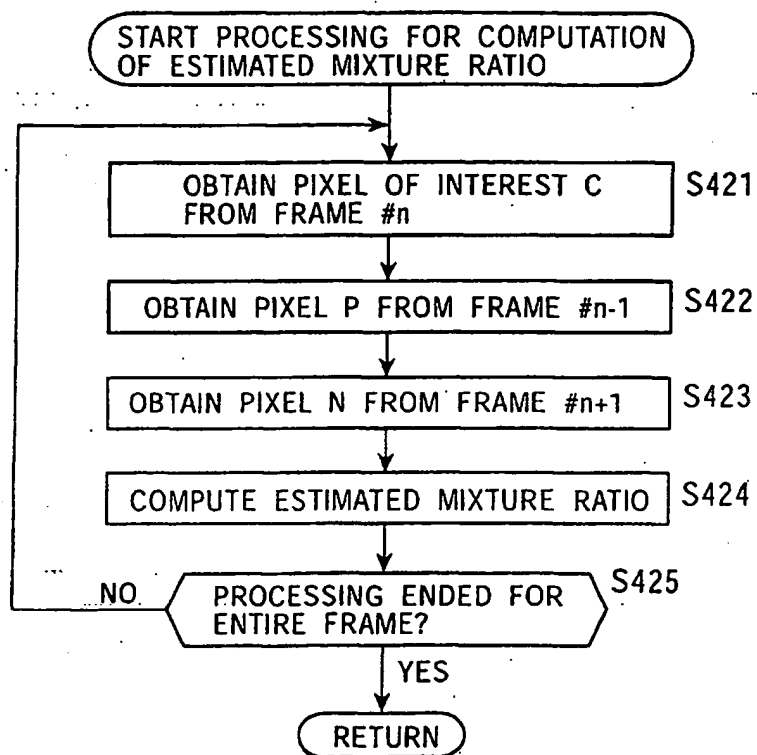 START PROCESSING FOR COMPUTATION
OF ESTIMATED MIXTURE RATIO
OBTAIN PIXEL OF INTEREST C
FROM FRAME #n
S421
OBTAIN PIXEL P FROM FRAME #n-1
S422
OBTAIN PIXEL N FROM FRAME #n+1
S423
COMPUTE ESTIMATED MIXTURE RATIO
S424
S425
NO
PROCESSING ENDED FOR
ENTIRE FRAME?
YES
RETURN